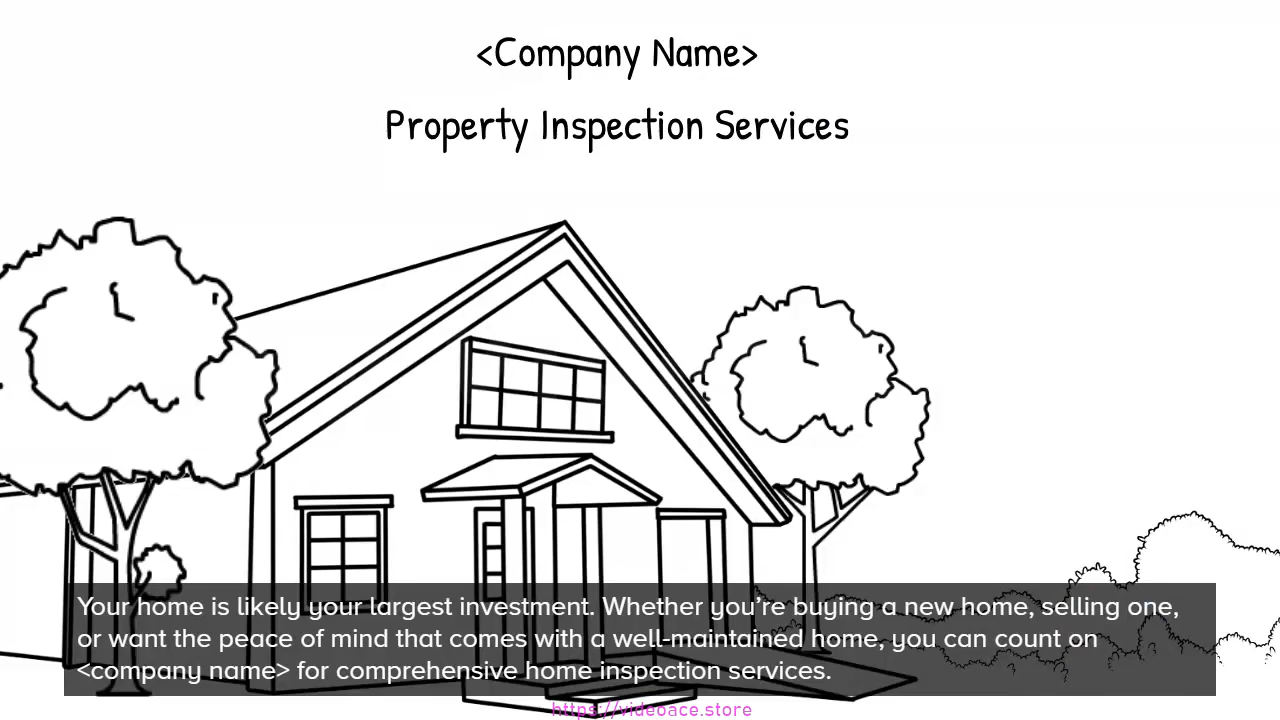 <Company Name>
Property Inspection Services
Your home is likely your largest investment. Whether you’re buying a new home, selling one,
or want the peace of mind that comes with a well-maintained home, you can count on
<company name> for comprehensive home inspection services.
https://videoace.store